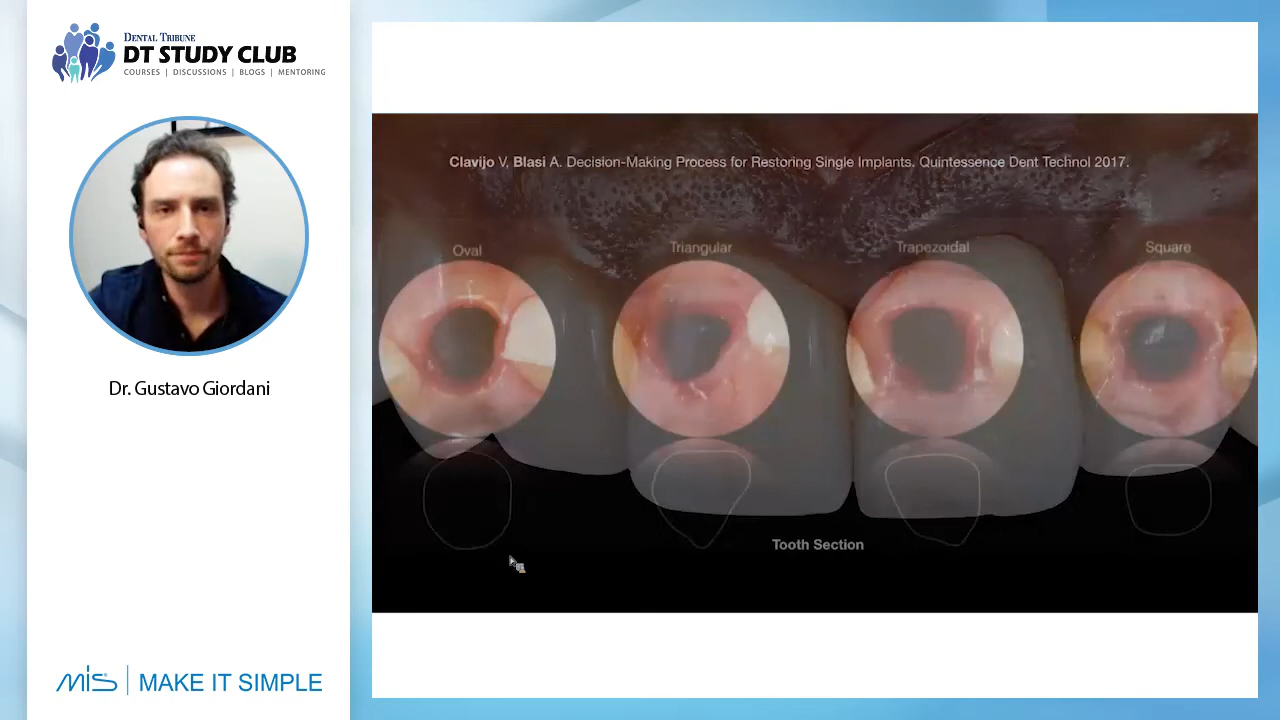 DENTAL TRIBUNE
DT STUDY CLUB
COURSES | DISCUSSIONS | BLOGS | MENTORING
Dr. Gustavo Giordani
mis | MAKE IT SIMPLE
Clavijo V, Blasi A. Decision-Making Process for Restoring Single Implants. Quintessence Dent Technol 2017.
Oval
Triangular
Trapezoidal
Square
Tooth Section